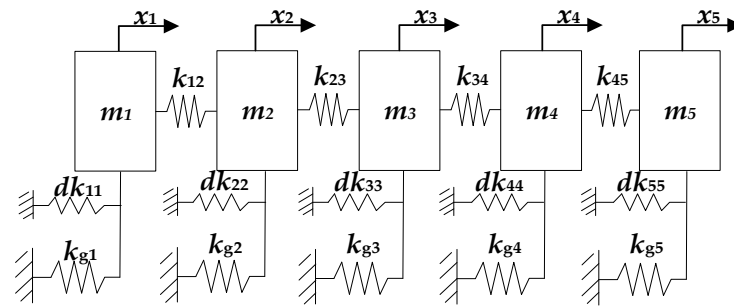 x1 x2 x3 x4 x5
k12 k23 k34 k45
m1 m2 m3 m4 m5
dk11 dk22 dk33 dk44 dk55
kg1 kg2 kg3 kg4 kg5